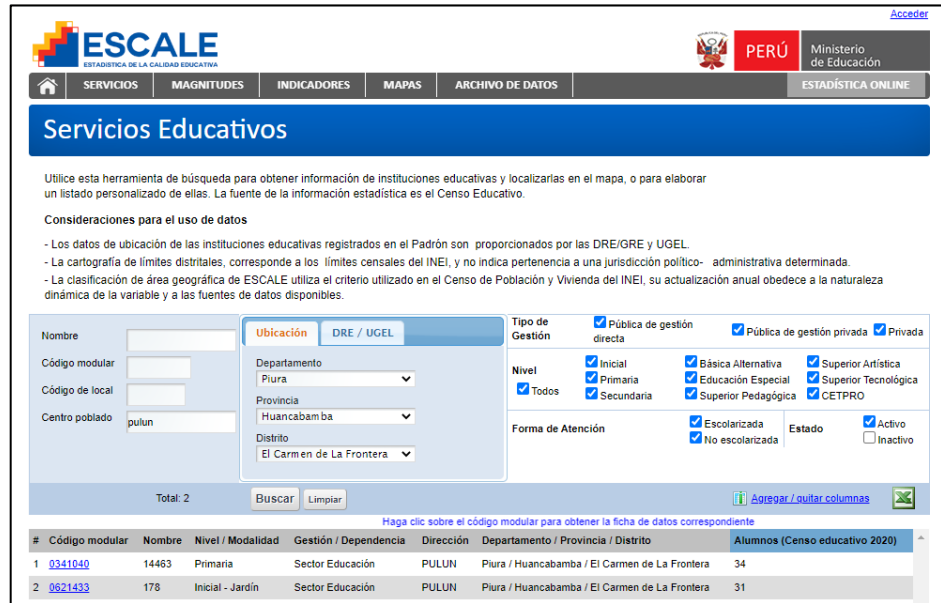 Acceder
ESCALE
ESTADISTICA DE LA CALIDAD EDUCATIVA
PERÚ
Ministerio
de Educación
SERVICIOS MAGNITUDES INDICADORES MAPAS ARCHIVO DE DATOS ESTADÍSTICA ONLINE
Servicios Educativos
Utilice esta herramienta de búsqueda para obtener información de instituciones educativas y localizarlas en el mapa, o para elaborar
un listado personalizado de ellas. La fuente de la información estadística es el Censo Educativo.
Consideraciones para el uso de datos
- Los datos de ubicación de las instituciones educativas registrados en el Padrón son proporcionados por las DRE/GRE y UGEL.
- La cartografía de límites distritales, corresponde a los límites censales del INEI, y no indica pertenencia a una jurisdicción político- administrativa determinada.
- La clasificación de área geográfica de ESCALE utiliza el criterio utilizado en el Censo de Población y Vivienda del INEI, su actualización anual obedece a la naturaleza
dinámica de la variable y a las fuentes de datos disponibles.
Nombre
Código modular
Código de local
Centro poblado pulun
Ubicación DRE / UGEL
Departamento
Piura
Provincia
Huancabamba
Distrito
El Carmen de La Frontera
Tipo de
Gestión
Pública de gestión
directa
Pública de gestión privada Privada
Nivel
Todos
Inicial Básica Alternativa Superior Artística
Primaria Educación Especial Superior Tecnológica
Secundaria Superior Pedagógica CETPRO
Forma de Atención
Escolarizada
No escolarizada
Estado
Activo
Inactivo
Total: 2 Buscar Limpiar Agregar / quitar columnas
Haga clic sobre el código modular para obtener la ficha de datos correspondiente
# Código modular Nombre Nivel / Modalidad Gestión / Dependencia Dirección Departamento / Provincia / Distrito Alumnos (Censo educativo 2020)
1 0341040 14463 Primaria Sector Educación PULUN Piura / Huancabamba / El Carmen de La Frontera 34
2 0621433 178 Inicial - Jardín Sector Educación PULUN Piura / Huancabamba / El Carmen de La Frontera 31